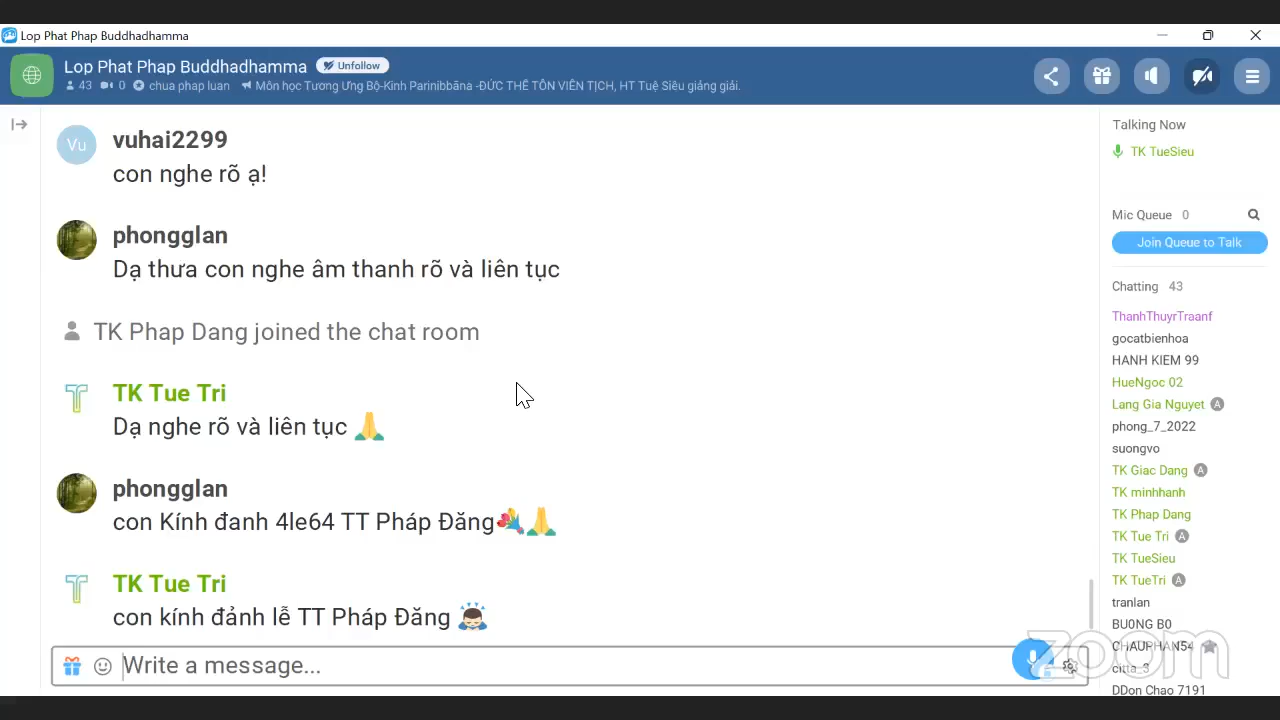 Lop Phat Phap Buddhadhamma
Lop Phat Phap Buddhadhamma Unfollow
43 0 chua phap luan Môn học Tương Ưng Bộ-Kinh Parinibbāna -ĐỨC THẾ TÔN VIÊN TỊCH, HT Tuệ Siêu giảng giải.
Vu
vuhai2299
con nghe rõ ạ!
phongglan
Dạ thưa con nghe âm thanh rõ và liên tục
TK Phap Dang joined the chat room
TK Tue Tri
Dạ nghe rõ và liên tục
phongglan
con Kính đanh 4le64 TT Pháp Đăng
TK Tue Tri
con kính đảnh lễ TT Pháp Đăng
Write a message...
Talking Now
TK TueSieu
Mic Queue 0
Join Queue to Talk
Chatting 43
ThanhThuyrTraanf
gocatbienhoa
HANH KIEM 99
HueNgoc 02
Lang Gia Nguyet A
phong_7_2022
suongvo
TK Giac Dang A
TK minhhanh
TK Phap Dang
TK Tue Tri A
TK TueSieu
TK TueTri A
tranlan
BU0NG B0
CHAUPHAN54
citta_3
DDon Chao 7191
zoom